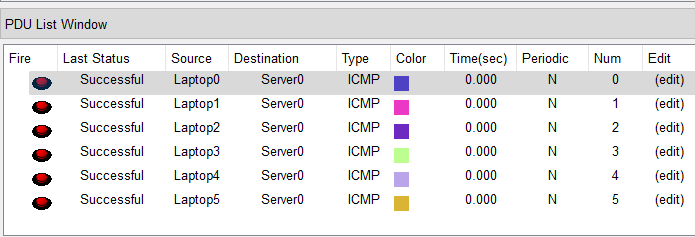 PDU List Window
Fire Last Status Source Destination Type Color Time(sec) Periodic Num Edit
Successful Laptop0 Server0 ICMP 0.000 N 0 (edit)
Successful Laptop1 Server0 ICMP 0.000 N 1 (edit)
Successful Laptop2 Server0 ICMP 0.000 N 2 (edit)
Successful Laptop3 Server0 ICMP 0.000 N 3 (edit)
Successful Laptop4 Server0 ICMP 0.000 N 4 (edit)
Successful Laptop5 Server0 ICMP 0.000 N 5 (edit)